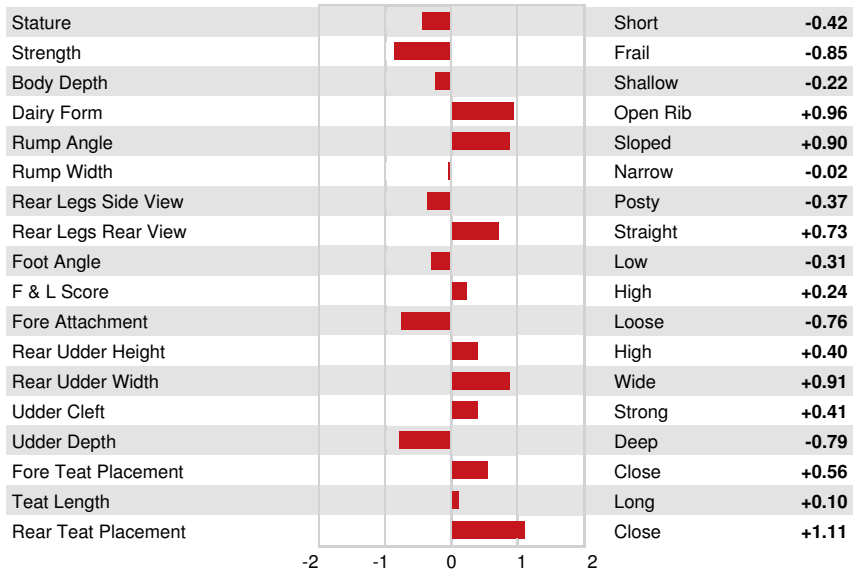 Stature Short -0.42
Strength Frail -0.85
Body Depth Shallow -0.22
Dairy Form Open Rib +0.96
Rump Angle Sloped +0.90
Rump Width Narrow -0.02
Rear Legs Side View Posty -0.37
Rear Legs Rear View Straight +0.73
Foot Angle Low -0.31
F & L Score High +0.24
Fore Attachment Loose -0.76
Rear Udder Height High +0.40
Rear Udder Width Wide +0.91
Udder Cleft Strong +0.41
Udder Depth Deep -0.79
Fore Teat Placement Close +0.56
Teat Length Long +0.10
Rear Teat Placement Close +1.11
-2 -1 0 1 2